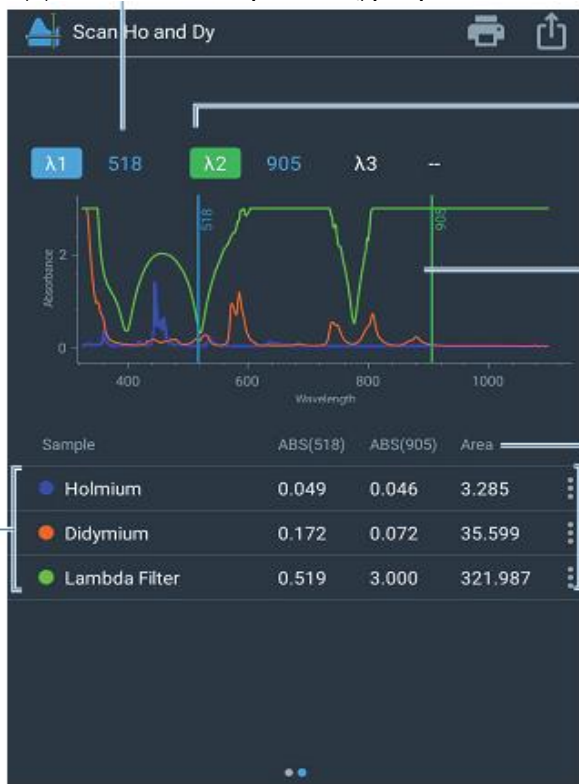 Scan Ho and Dy
λ1 518 λ2 905 λ3 --
518
905
Absorbance
2
0
400 600 800 1000
Wavelength
Sample ABS(518) ABS(905) Area
Holmium 0.049 0.046 3.285
Didymium 0.172 0.072 35.599
Lambda Filter 0.519 3.000 321.987